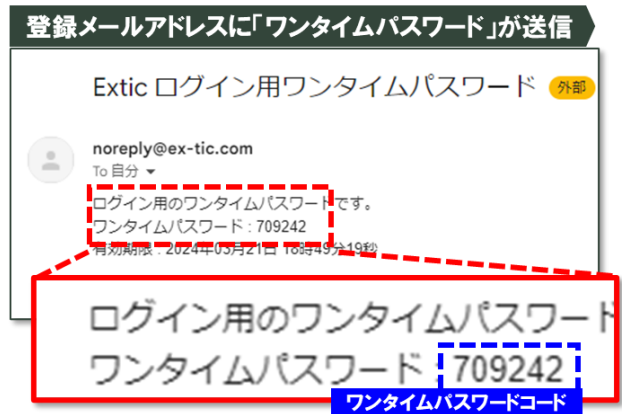 登録メールアドレスに「ワンタイムパスワード」が送信
Extic ログイン用ワンタイムパスワード 外部
noreply@ex-tic.com
To 自分
ログイン用のワンタイムパスワードです。
ワンタイムパスワード : 709242
有効期限 : 2024年03月21日 18時49分19秒
ログイン用のワンタイムパスワード
ワンタイムパスワード : 709242
ワンタイムパスワードコード